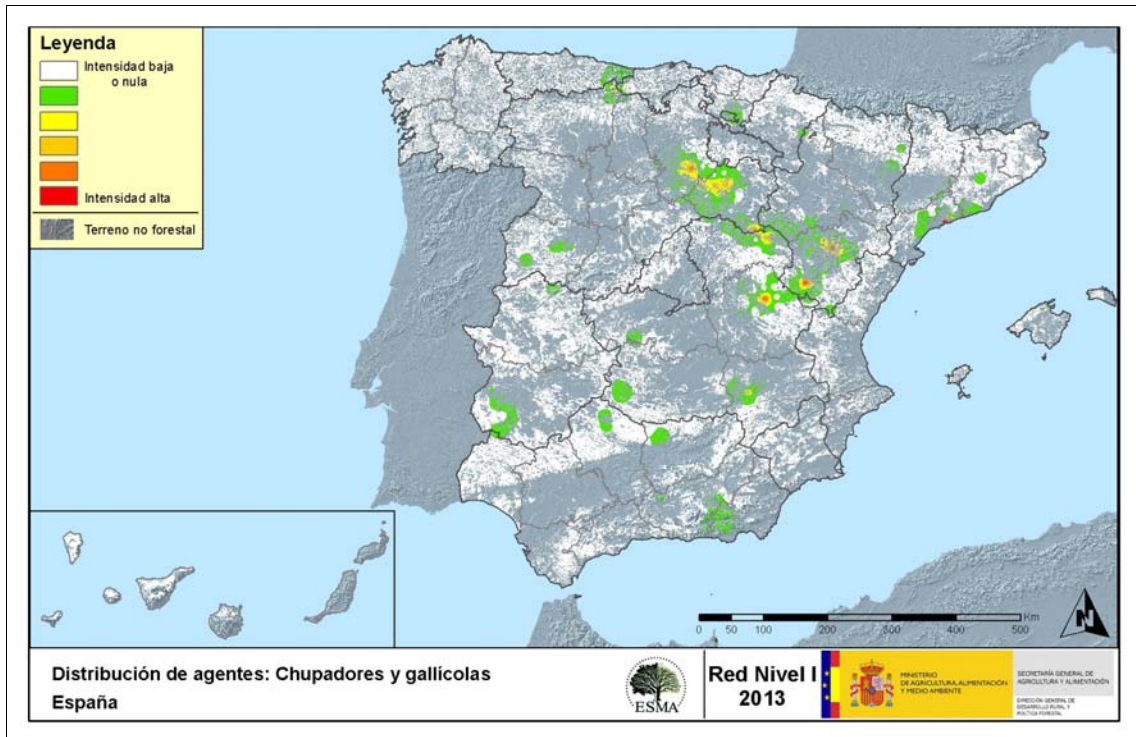 Leyenda
Intensidad baja
o nula
Intensidad alta
Terreno no forestal
N
Km
0 50 100 200 300 400 500
Distribución de agentes: Chupadores y gallícolas
España
ESMA
Red Nivel I
2013
MINISTERIO
DE AGRICULTURA, ALIMENTACIÓN
Y MEDIO AMBIENTE
SECRETARÍA GENERAL DE
AGRICULTURA Y ALIMENTACIÓN
DIRECCIÓN GENERAL DE
DESARROLLO RURAL Y
POLÍTICA FORESTAL